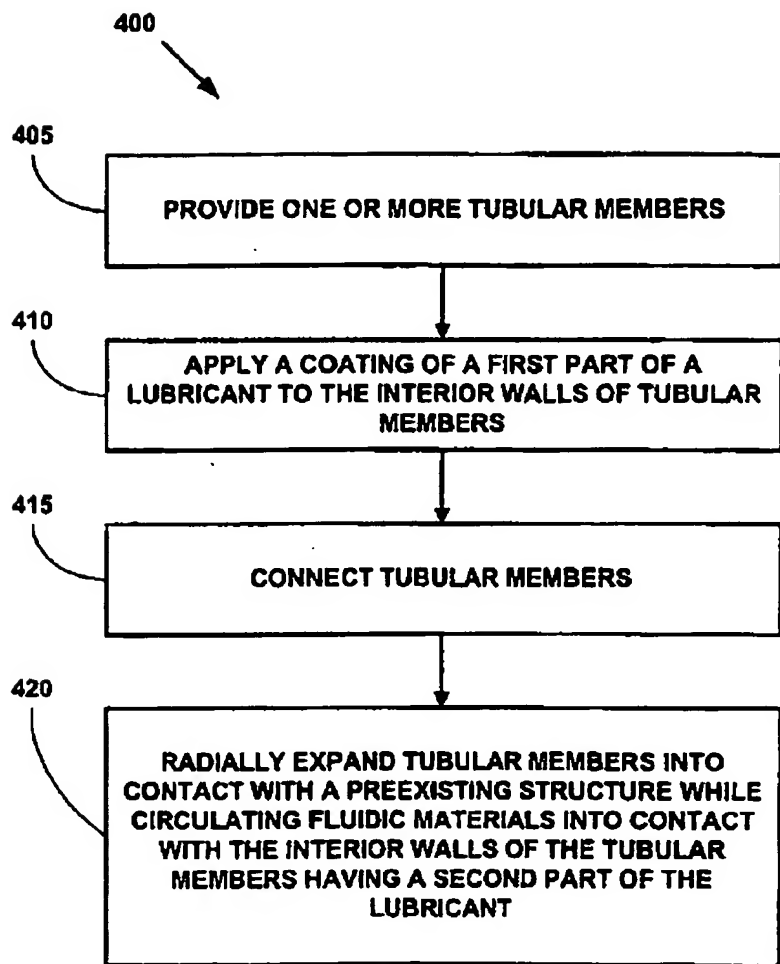 400
405
PROVIDE ONE OR MORE TUBULAR MEMBERS
410
APPLY A COATING OF A FIRST PART OF A
LUBRICANT TO THE INTERIOR WALLS OF TUBULAR
MEMBERS
415
CONNECT TUBULAR MEMBERS
420
RADIALLY EXPAND TUBULAR MEMBERS INTO
CONTACT WITH A PREEXISTING STRUCTURE WHILE
CIRCULATING FLUIDIC MATERIALS INTO CONTACT
WITH THE INTERIOR WALLS OF THE TUBULAR
MEMBERS HAVING A SECOND PART OF THE
LUBRICANT